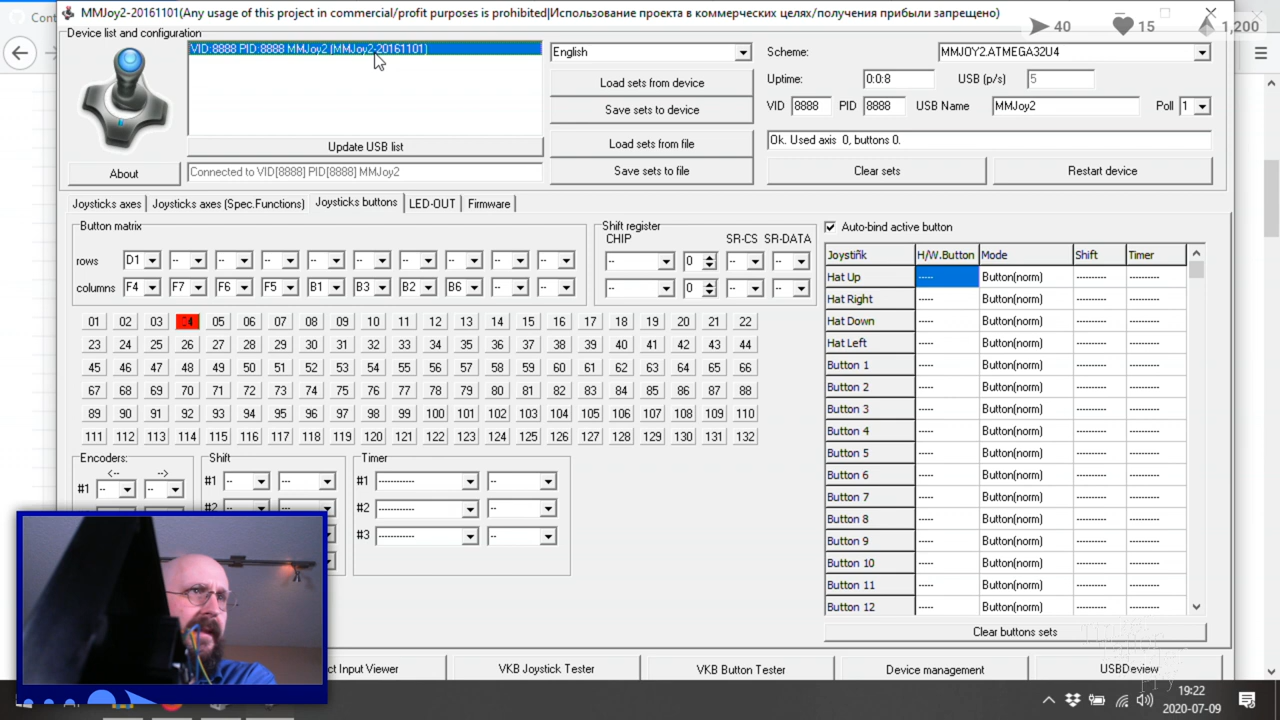 MMJoy2-20161101(Any usage of this project in commercial/profit purposes is prohibited|Использование проекта в коммерческих целях/получения прибыли запрещено)
40 15 1,200
Device list and configuration
VID:8888 PID:8888 MMJoy2 [MMJoy2-20161101]
English
Scheme: MMJOY2.ATMEGA32U4
Load sets from device
Uptime: 0:0:8 USB (p/s) 5
Save sets to device
VID 8888 PID 8888 USB Name MMJoy2 Poll 1
Update USB list
Load sets from file
Ok. Used axis 0, buttons 0.
About
Connected to VID[8888] PID[8888] MMJoy2
Save sets to file
Clear sets
Restart device
Joysticks axes Joysticks axes (Spec.Functions) Joysticks buttons LED-OUT Firmware
Button matrix
rows D1 -- -- -- -- -- -- -- -- --
columns F4 F7 F5 B1 B3 B2 B6 -- --
Shift register
CHIP SR-CS SR-DATA
-- 0 -- --
-- 0 -- --
Auto-bind active button
01 02 03 04 05 06 07 08 09 10 11 12 13 14 15 16 17 18 19 20 21 22
23 24 25 26 27 28 29 30 31 32 33 34 35 36 37 38 39 40 41 42 43 44
45 46 47 48 49 50 51 52 53 54 55 56 57 58 59 60 61 62 63 64 65 66
67 68 69 70 71 72 73 74 75 76 77 78 79 80 81 82 83 84 85 86 87 88
89 90 91 92 93 94 95 96 97 98 99 100 101 102 103 104 105 106 107 108 109 110
111 112 113 114 115 116 117 118 119 120 121 122 123 124 125 126 127 128 129 130 131 132
H/W.Button Mode Shift Timer
Hat Up ----- Button(norm) --------- ---------
Hat Right ----- Button(norm) --------- ---------
Hat Down ----- Button(norm) --------- ---------
Hat Left ----- Button(norm) --------- ---------
Button 1 ----- Button(norm) --------- ---------
Button 2 ----- Button(norm) --------- ---------
Button 3 ----- Button(norm) --------- ---------
Button 4 ----- Button(norm) --------- ---------
Button 5 ----- Button(norm) --------- ---------
Button 6 ----- Button(norm) --------- ---------
Button 7 ----- Button(norm) --------- ---------
Button 8 ----- Button(norm) --------- ---------
Button 9 ----- Button(norm) --------- ---------
Button 10 ----- Button(norm) --------- ---------
Button 11 ----- Button(norm) --------- ---------
Button 12 ----- Button(norm) --------- ---------
Clear buttons sets
Encoders:
<-- -->
#1 -- --
Shift
#1 --- ---
#2 --- ---
Timer
#1 ----------- --
#2 ----------- --
#3 ----------- --
Input Viewer
VKB Joystick Tester
VKB Button Tester
Device management
USBDeview
19:22
2020-07-09